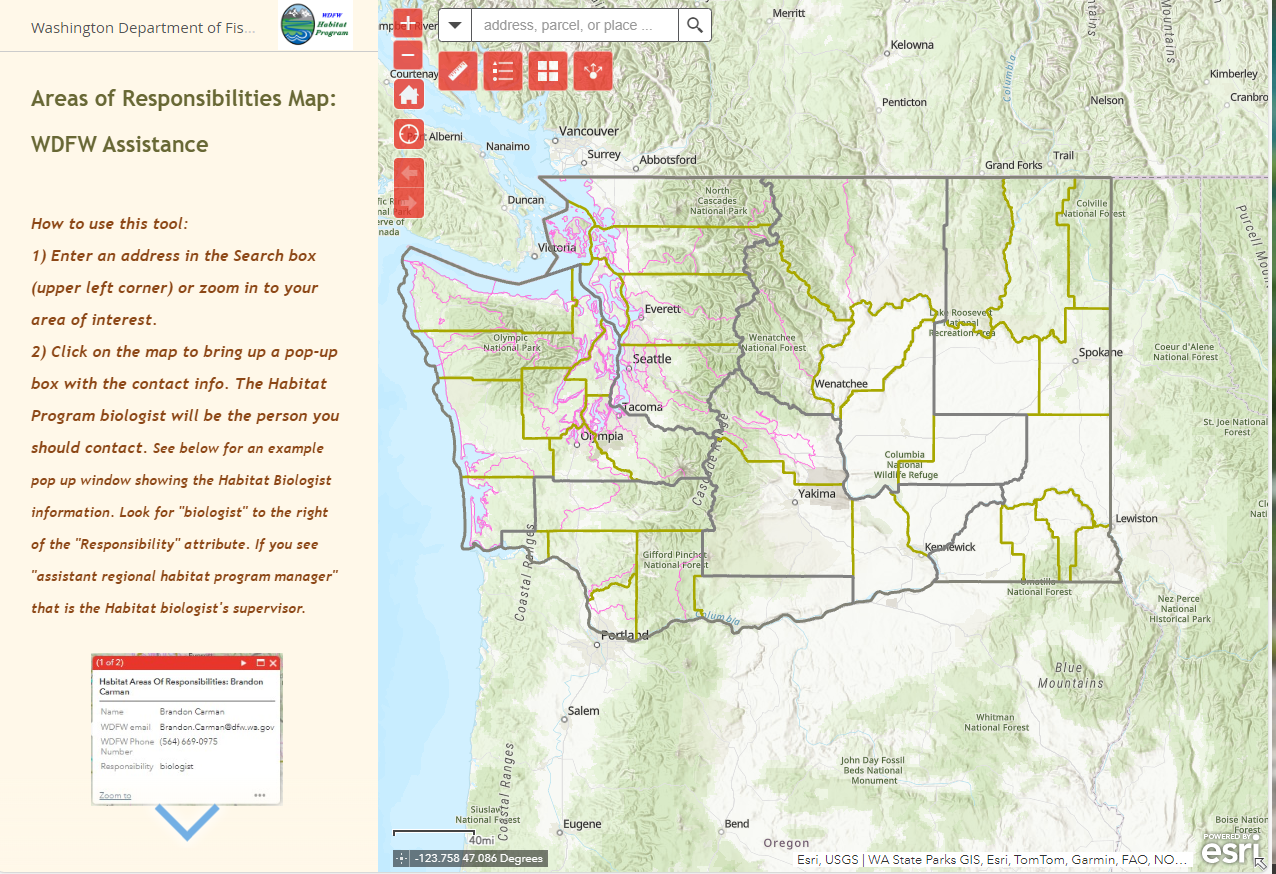 Washington Department of Fis...
WDFW
Habitat
Program
Areas of Responsibilities Map:
WDFW Assistance
How to use this tool:
1) Enter an address in the Search box
(upper left corner) or zoom in to your
area of interest.
2) Click on the map to bring up a pop-up
box with the contact info. The Habitat
Program biologist will be the person you
should contact. See below for an example
pop up window showing the Habitat Biologist
information. Look for "biologist" to the right
of the "Responsibility" attribute. If you see
"assistant regional habitat program manager"
that is the Habitat biologist's supervisor.
(1 of 2)
Habitat Areas Of Responsibilities: Brandon
Carman
Name Brandon Carman
WDFW email Brandon.Carman@dfw.wa.gov
WDFW Phone (564) 669-0975
Number
Responsibility biologist
Zoom to
address, parcel, or place ...
Merritt
Kelowna
Columbia
Kimberley
Cranbro
Courtenay
Penticton
Nelson
Alberni
Vancouver
Nanaimo
Surrey
Abbotsford
Grand Forks
Trail
Duncan
North
Cascades
National Park
Colville
National Forest
Purcell Moun
Victoria
Everett
Olympic
National Park
Seattle
Wenatchee
National Forest
Lake Roosevelt
National
Recreation Area
Spokane
Coeur d'Alene
National Forest
Wenatchee
Tacoma
Olympia
Cascade Range
St. Joe National
Forest
Columbia
National
Wildlife Refuge
Yakima
Lewiston
Kennewick
Coastal Ranges
Gifford Pinchot
National Forest
Umatilla
National Forest
Nez Perce
National
Historical Park
Columbia
Portland
Blue
Mountains
Salem
Whitman
National Forest
Coastal Ranges
John Day Fossil
Beds National
Monument
Siuslaw
National Forest
Eugene
Bend
Boise National
Forest
Oregon
40mi
-123.758 47.086 Degrees
Esri, USGS | WA State Parks GIS, Esri, TomTom, Garmin, FAO, NO...
POWERED BY
esri